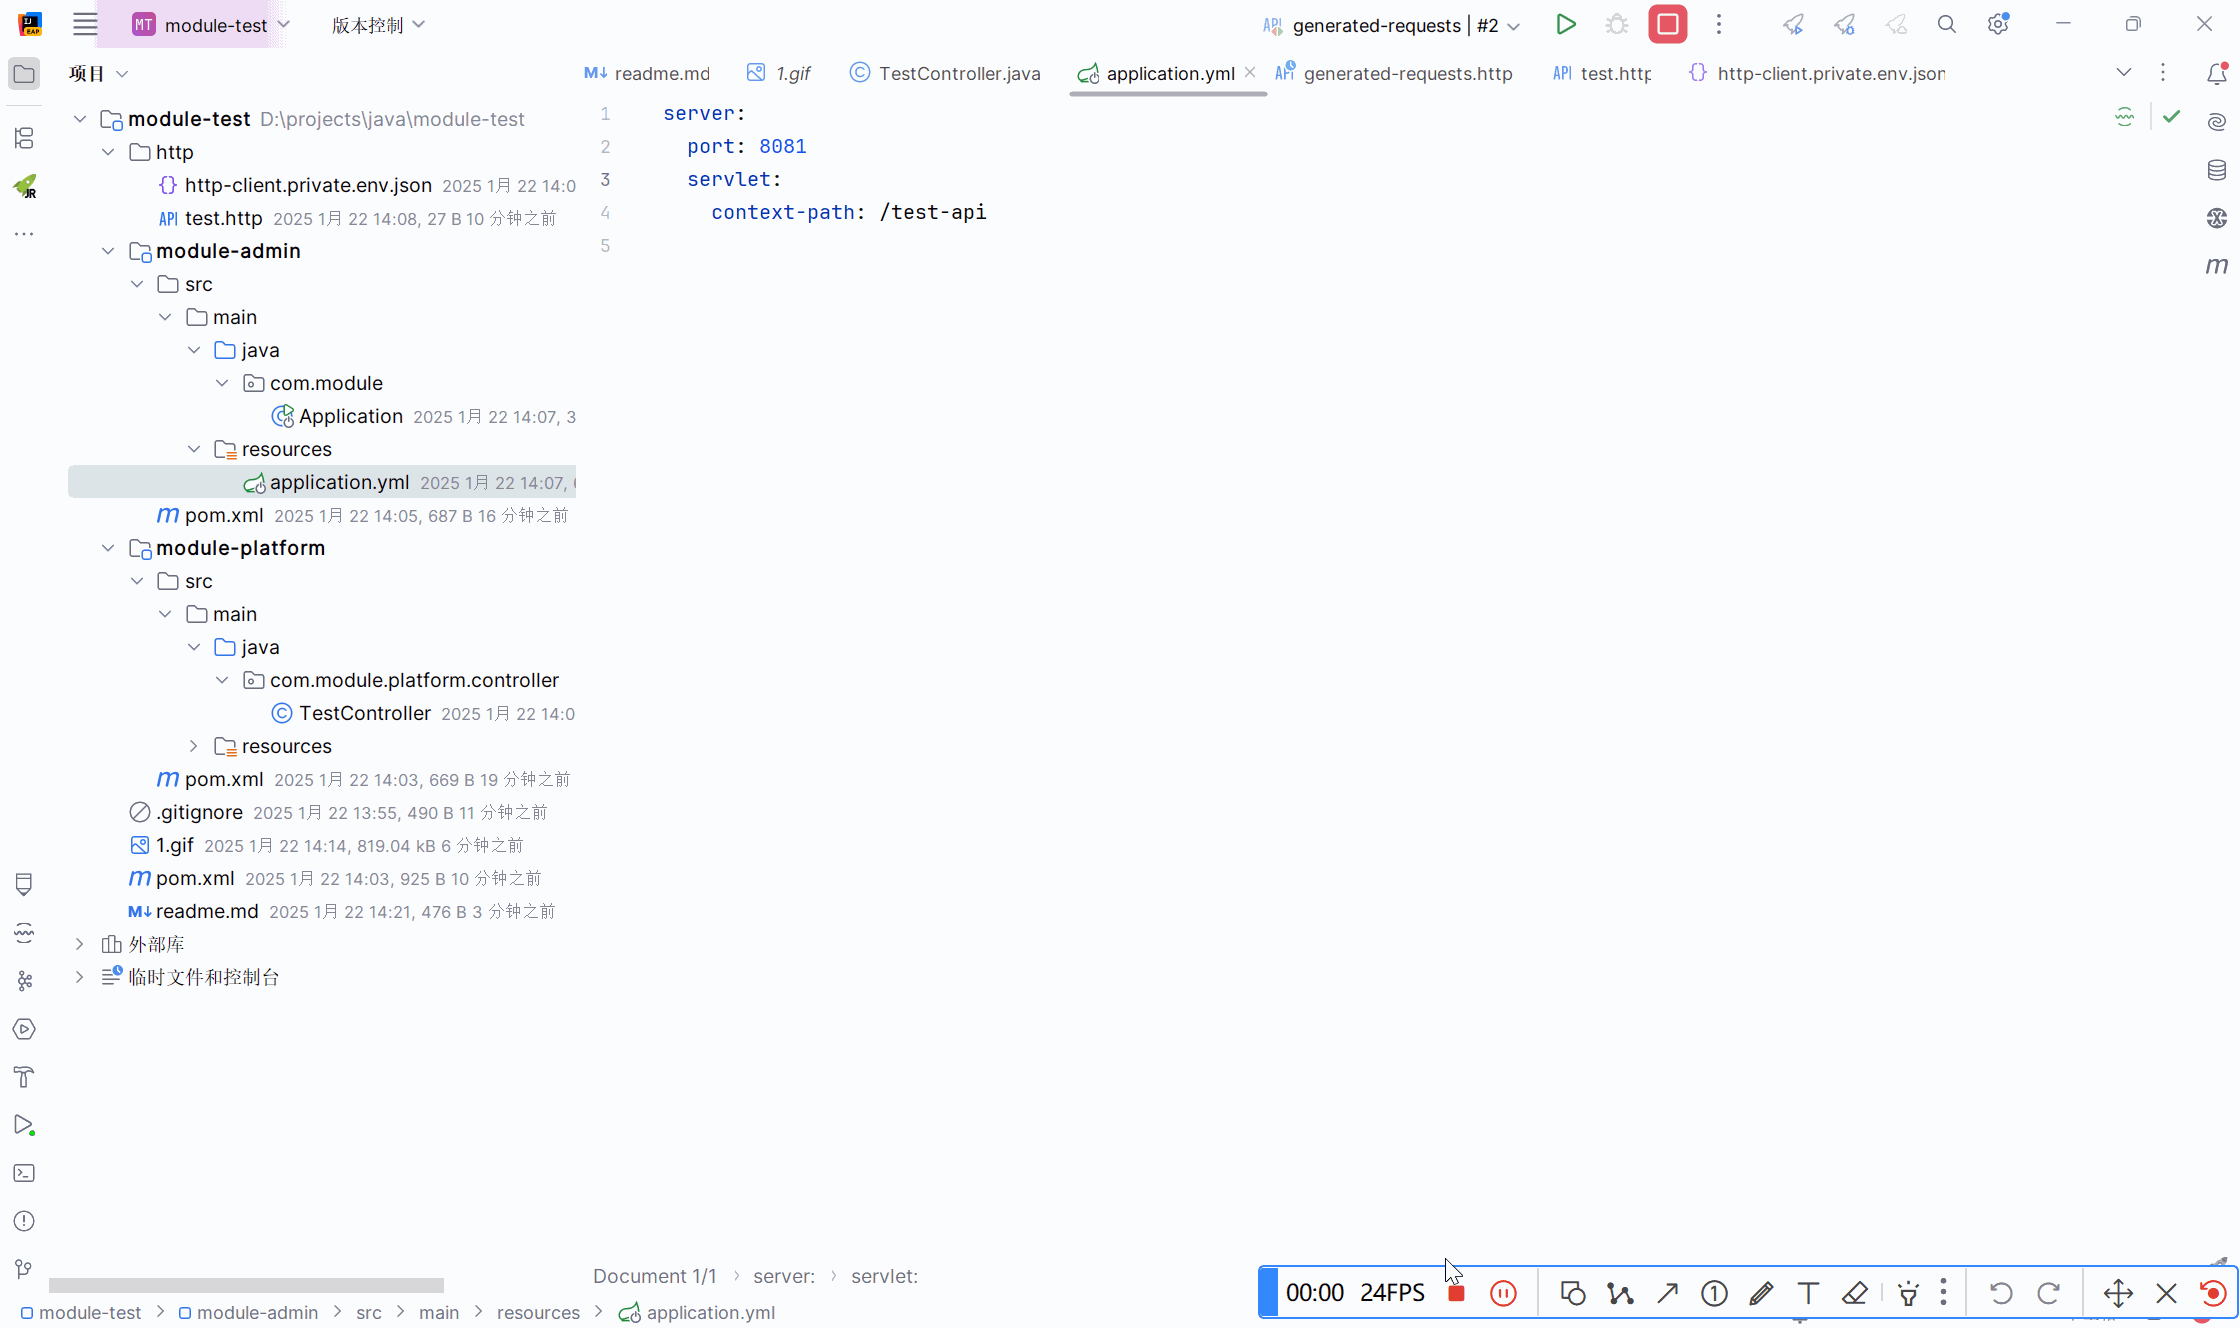 MT module-test
版本控制
generated-requests | #2
项目
readme.md
1.gif
TestController.java
application.yml
generated-requests.http
API test.http
http-client.private.env.json
module-test D:\projects\java\module-test
http
http-client.private.env.json 2025 1月 22 14:0
API test.http 2025 1月 22 14:08, 27 B 10 分钟之前
module-admin
src
main
java
com.module
Application 2025 1月 22 14:07, 3
resources
application.yml 2025 1月 22 14:07,
pom.xml 2025 1月 22 14:05, 687 B 16 分钟之前
module-platform
src
main
java
com.module.platform.controller
TestController 2025 1月 22 14:0
resources
pom.xml 2025 1月 22 14:03, 669 B 19 分钟之前
.gitignore 2025 1月 22 13:55, 490 B 11 分钟之前
1.gif 2025 1月 22 14:14, 819.04 kB 6 分钟之前
pom.xml 2025 1月 22 14:03, 925 B 10 分钟之前
readme.md 2025 1月 22 14:21, 476 B 3 分钟之前
外部库
临时文件和控制台
1 server:
2 port: 8081
3 servlet:
4 context-path: /test-api
5
Document 1/1 › server: › servlet:
00:00 24FPS
module-test › module-admin › src › main › resources › application.yml